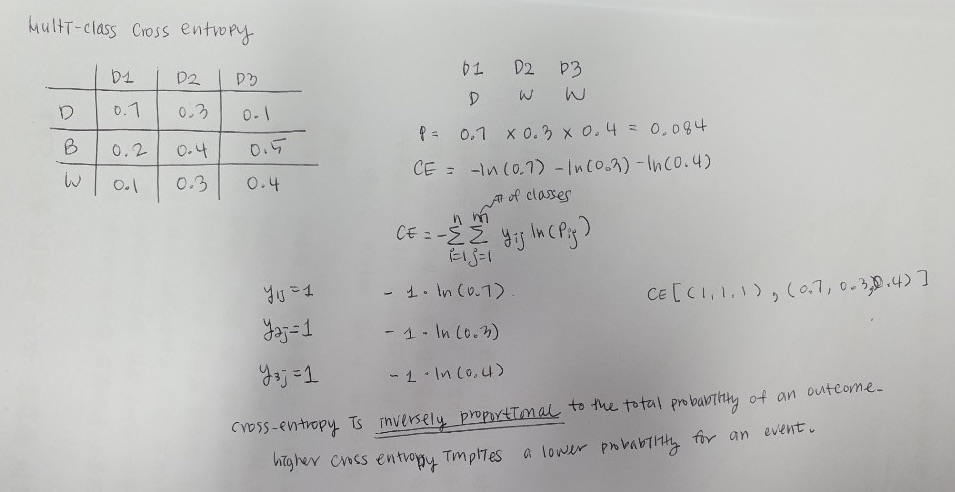 Multi-class Cross entropy
D1 D2 D3
D 0.7 0.3 0.1
B 0.2 0.4 0.5
W 0.1 0.3 0.4
D1 D2 D3
D W W
P = 0.7 x 0.3 x 0.4 = 0.084
CE = -ln(0.7) -ln(0.3) -ln(0.4)
# of classes
CE = -∑_{i=1}^{n} ∑_{j=1}^{m} y_{ij} ln(P_{ij})
y_{1j}=1 - 1·ln(0.7)
CE[(1,1,1), (0.7, 0.3, 0.4)]
y_{2j}=1 - 1·ln(0.3)
y_{3j}=1 - 1·ln(0.4)
cross-entropy is inversely proportional to the total probability of an outcome.
higher cross entropy implies a lower probability for an event.